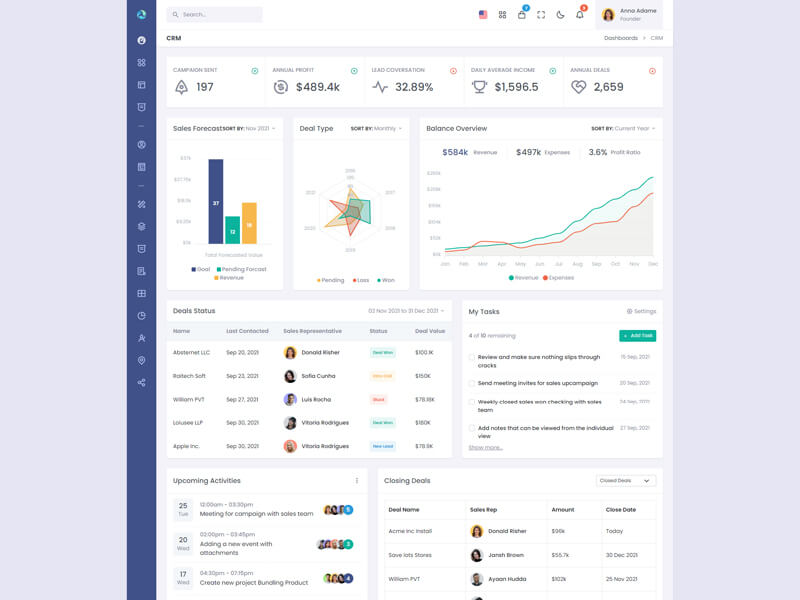 Search...
7
8
Anna Adame
Founder
CRM
Dashboards > CRM
CAMPAIGN SENT
197
ANNUAL PROFIT
$489.4k
LEAD COVERSATION
32.89%
DAILY AVERAGE INCOME
$1,596.5
ANNUAL DEALS
2,659
Sales Forecast
SORT BY: Nov 2021
$37k
$27.75k
$18.5k
$9.25k
$0k
37
12
18
Total Forecasted Value
Goal
Pending Forcast
Revenue
Deal Type
SORT BY: Monthly
2016
2017
2018
2019
2020
2021
Pending
Loss
Won
Balance Overview
SORT BY: Current Year
$584k Revenue
$497k Expenses
3.6% Profit Ratio
$260k
$208k
$156k
$104k
$52k
$0k
Jan Feb Mar Apr May Jun Jul Aug Sep Oct Nov Dec
Revenue
Expenses
Deals Status
02 Nov 2021 to 31 Dec 2021
Name Last Contacted Sales Representative Status Deal Value
Absternet LLC Sep 20, 2021 Donald Risher Deal Won $100.1K
Raitech Soft Sep 23, 2021 Sofia Cunha Intro Call $150K
William PVT Sep 27, 2021 Luis Rocha Stuck $78.18K
Loiusee LLP Sep 30, 2021 Vitoria Rodrigues Deal Won $180K
Apple Inc. Sep 30, 2021 Vitoria Rodrigues New Lead $78.9K
My Tasks
Settings
4 of 10 remaining
+ Add Task
Review and make sure nothing slips through
cracks
15 Sep, 2021
Send meeting invites for sales upcampaign
20 Sep, 2021
Weekly closed sales won checking with sales
team
24 Sep, 2021
Add notes that can be viewed from the individual
view
27 Sep, 2021
Show more...
Upcoming Activities
25
Tue
12:00am - 03:30pm
Meeting for campaign with sales team
5
20
Wed
02:00pm - 03:45pm
Adding a new event with
attachments
3
17
Wed
04:30pm - 07:15pm
Create new project Bundling Product
4
Closing Deals
Closed Deals
Deal Name Sales Rep Amount Close Date
Acme Inc Install Donald Risher $96k Today
Save lots Stores Jansh Brown $55.7k 30 Dec 2021
William PVT Ayaan Hudda $102k 25 Nov 2021